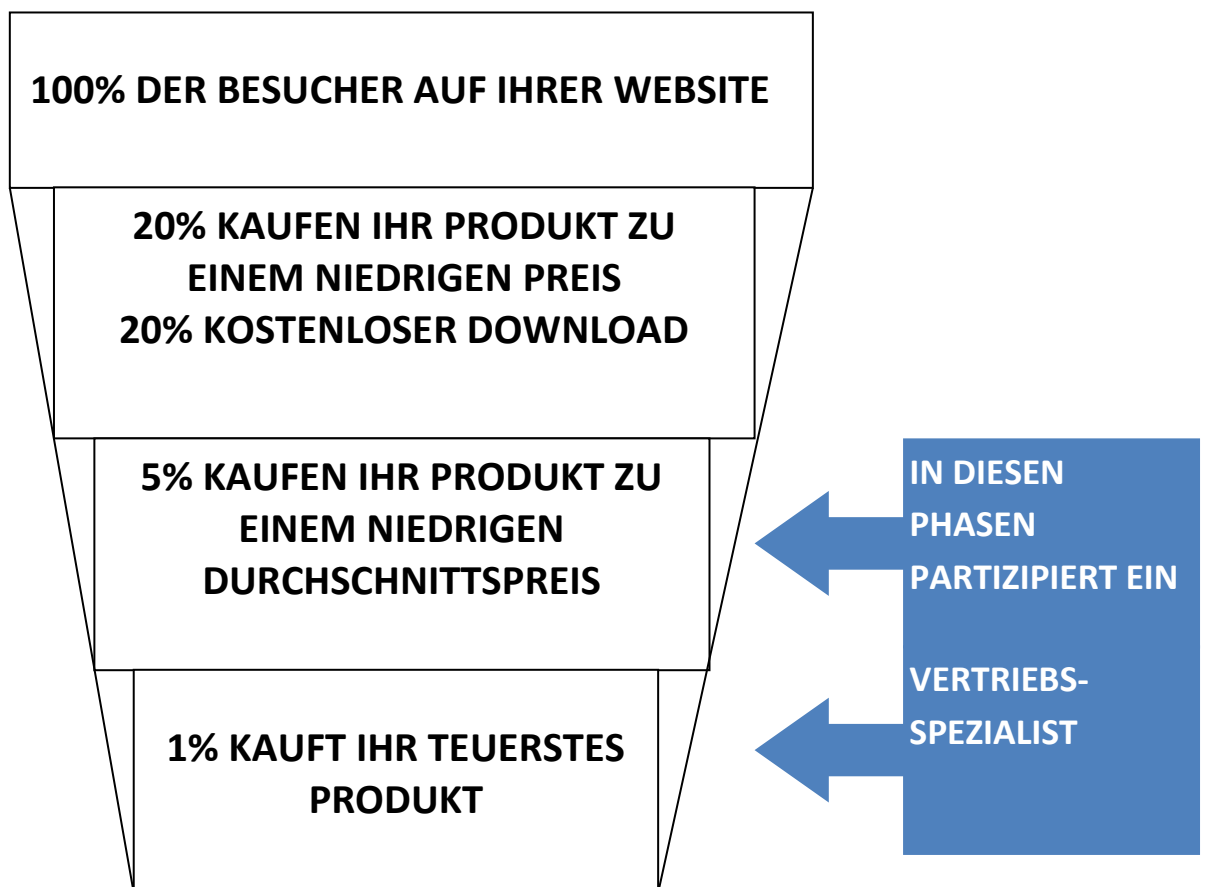 100% DER BESUCHER AUF IHRER WEBSITE
20% KAUFEN IHR PRODUKT ZU
EINEM NIEDRIGEN PREIS
20% KOSTENLOSER DOWNLOAD
5% KAUFEN IHR PRODUKT ZU
EINEM NIEDRIGEN
DURCHSCHNITTSPREIS
1% KAUFT IHR TEUERSTES
PRODUKT
IN DIESEN
PHASEN
PARTIZIPIERT EIN
VERTRIEBS-
SPEZIALIST